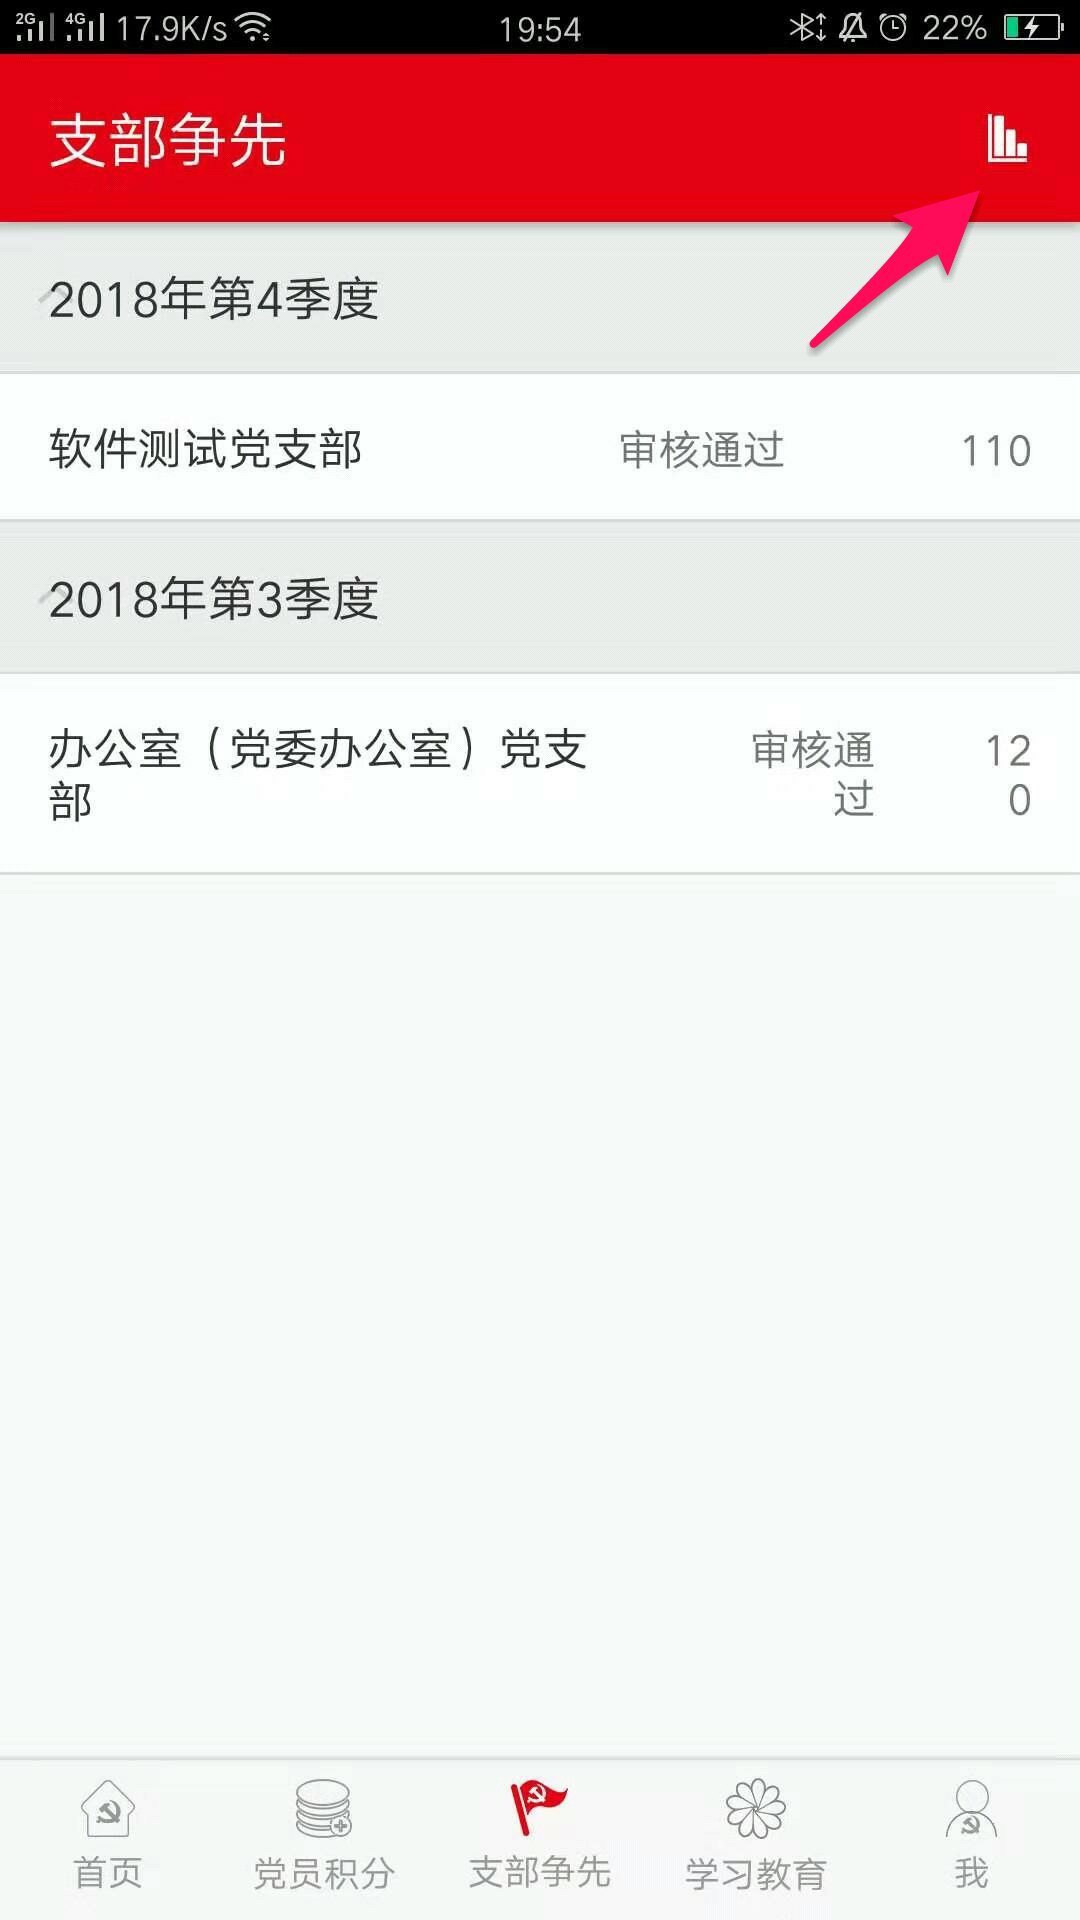 2G 4G 17.9K/s 19:54 22%
支部争先
2018年第4季度
软件测试党支部 审核通过 110
2018年第3季度
办公室（党委办公室）党支 审核通 12
部 过 0
首页 党员积分 支部争先 学习教育 我